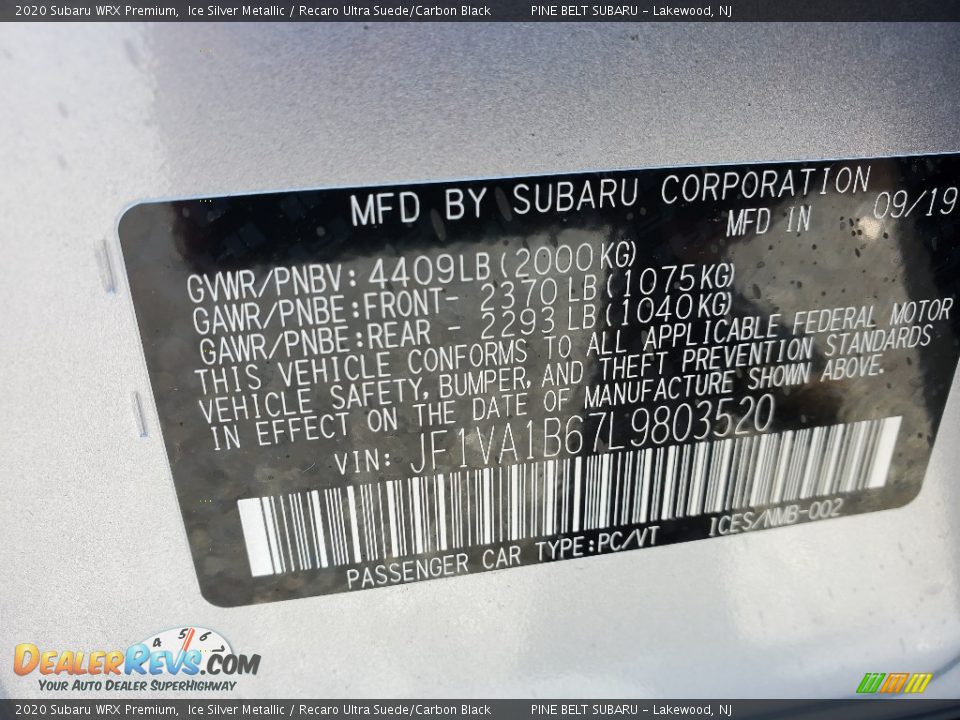 2020 Subaru WRX Premium, Ice Silver Metallic / Recaro Ultra Suede/Carbon Black PINE BELT SUBARU - Lakewood, NJ
MFD BY SUBARU CORPORATION
MFD IN 09/19
GVWR/PNBV: 4409LB(2000KG)
GAWR/PNBE:FRONT- 2370LB(1075KG)
GAWR/PNBE:REAR - 2293LB(1040KG)
THIS VEHICLE CONFORMS TO ALL APPLICABLE FEDERAL MOTOR
VEHICLE SAFETY, BUMPER, AND THEFT PREVENTION STANDARDS
IN EFFECT ON THE DATE OF MANUFACTURE SHOWN ABOVE.
VIN: JF1VA1B67L9803520
PASSENGER CAR TYPE:PC/VT ICES/NMB-002
4 5 6
DEALERREVS.COM
YOUR AUTO DEALER SUPERHIGHWAY
2020 Subaru WRX Premium, Ice Silver Metallic / Recaro Ultra Suede/Carbon Black PINE BELT SUBARU - Lakewood, NJ